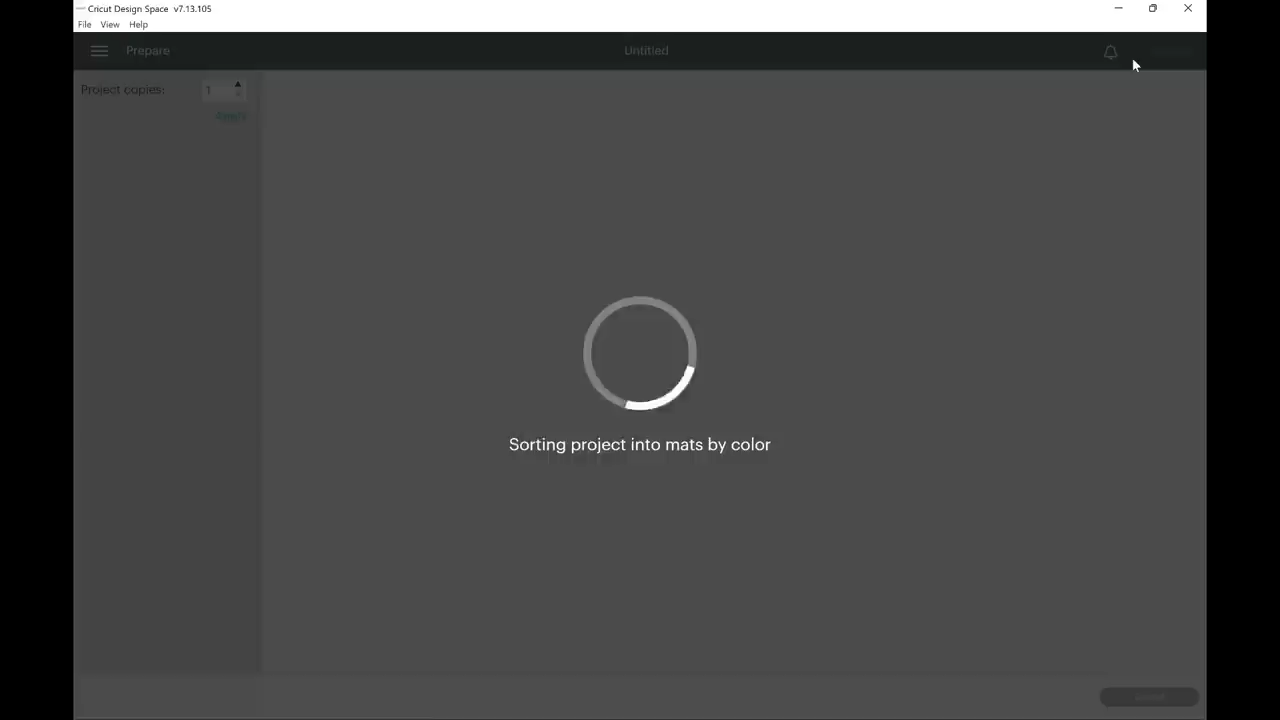 Cricut Design Space v7.13.105
File View Help
Prepare
Untitled
Project copies: 1
Sorting project into mats by color